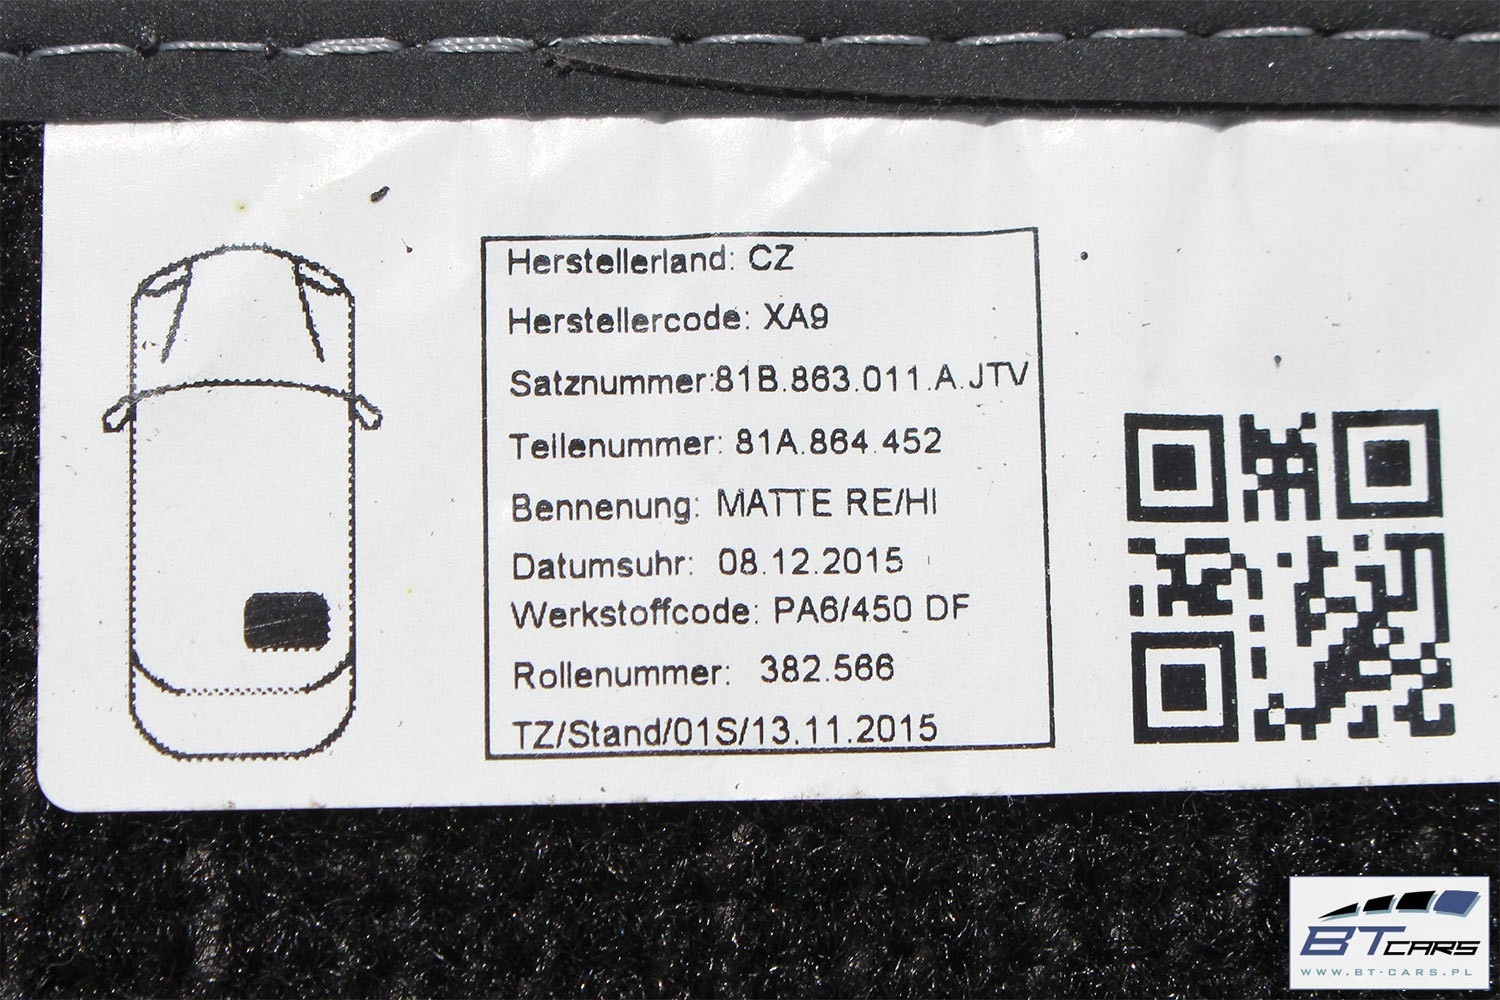 Herstellerland: CZ
Herstellercode: XA9
Satznummer:81B.863.011.A.JTV
Teilenummer: 81A.864.452
Bennenung: MATTE RE/HI
Datumsuhr: 08.12.2015
Werkstoffcode: PA6/450 DF
Rollenummer: 382.566
TZ/Stand/01S/13.11.2015
BT CARS
WWW.BT-CARS.PL